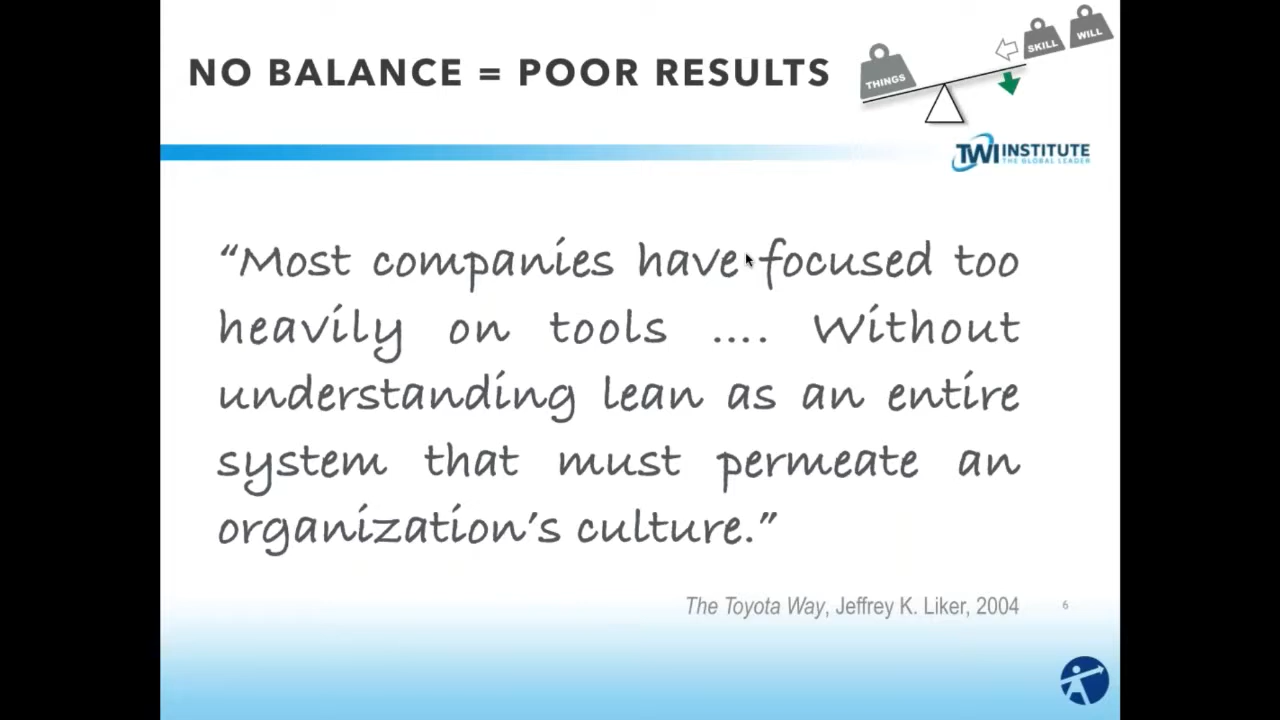 NO BALANCE = POOR RESULTS
THINGS
SKILL
WILL
TWI INSTITUTE
THE GLOBAL LEADER
“Most companies have focused too
heavily on tools .... Without
understanding lean as an entire
system that must permeate an
organization’s culture.”
The Toyota Way, Jeffrey K. Liker, 2004
6